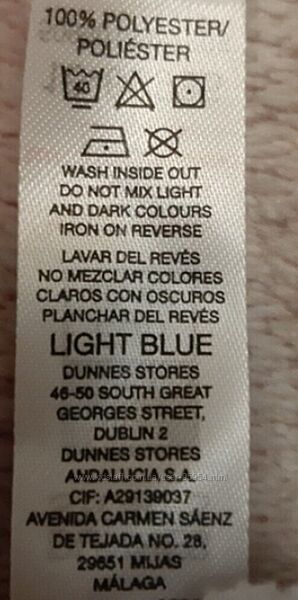 100% POLYESTER/
POLIÉSTER
40
WASH INSIDE OUT
DO NOT MIX LIGHT
AND DARK COLOURS
IRON ON REVERSE
LAVAR DEL REVÉS
NO MEZCLAR COLORES
CLAROS CON OSCUROS
PLANCHAR DEL REVÉS
LIGHT BLUE
DUNNES STORES
46-50 SOUTH GREAT
GEORGES STREET,
DUBLIN 2
DUNNES STORES
ANDALUCIA S.A.
CIF: A29139037
AVENIDA CARMEN SÁENZ
DE TEJADA NO. 28,
29651 MIJAS
MÁLAGA